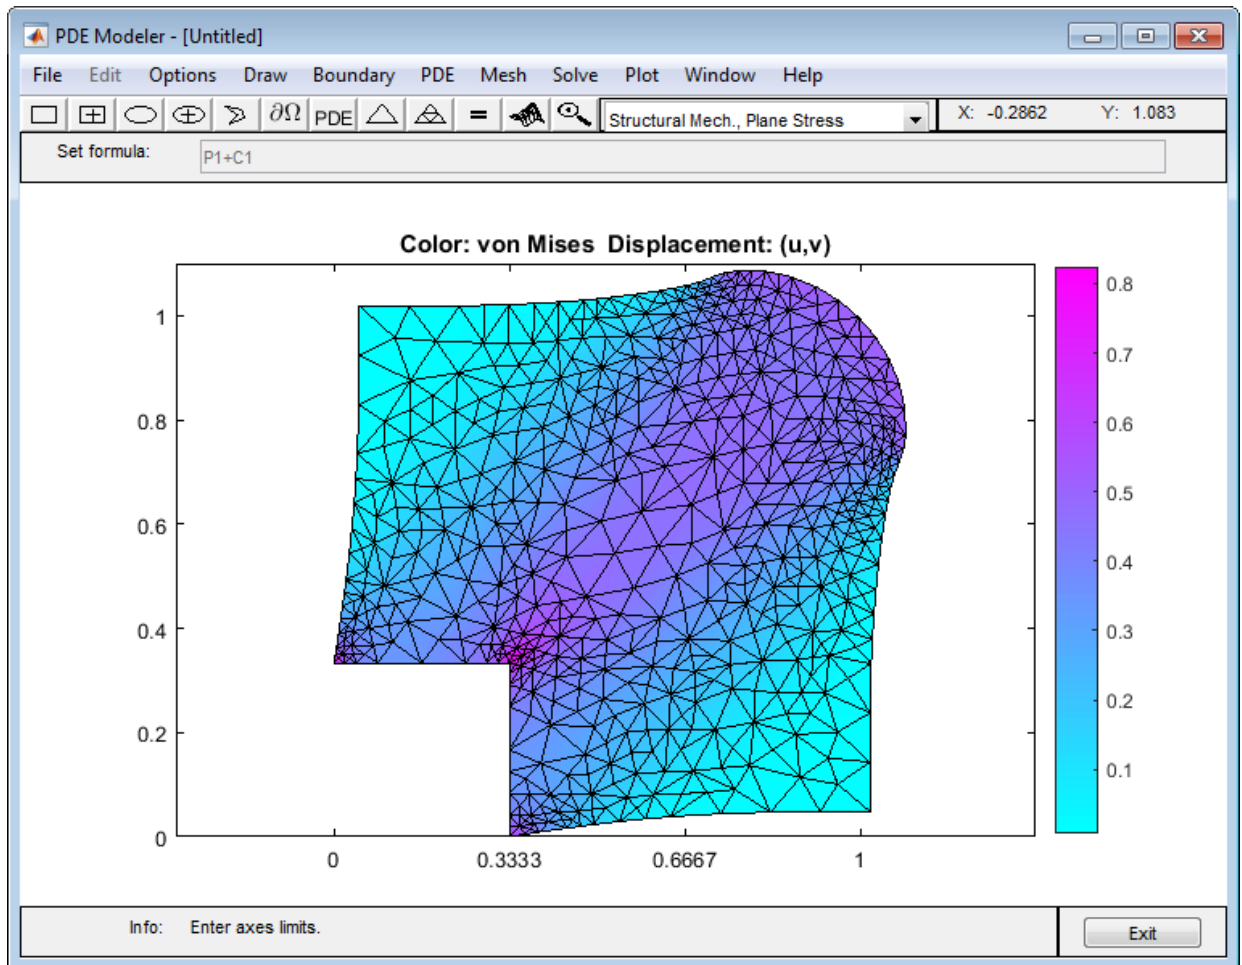 PDE Modeler - [Untitled]
File Edit Options Draw Boundary PDE Mesh Solve Plot Window Help
∂Ω PDE = Structural Mech., Plane Stress X: -0.2862 Y: 1.083
Set formula: P1+C1
Color: von Mises Displacement: (u,v)
1
0.8
0.6
0.4
0.2
0
0 0.3333 0.6667 1
0.8
0.7
0.6
0.5
0.4
0.3
0.2
0.1
Info: Enter axes limits.
Exit